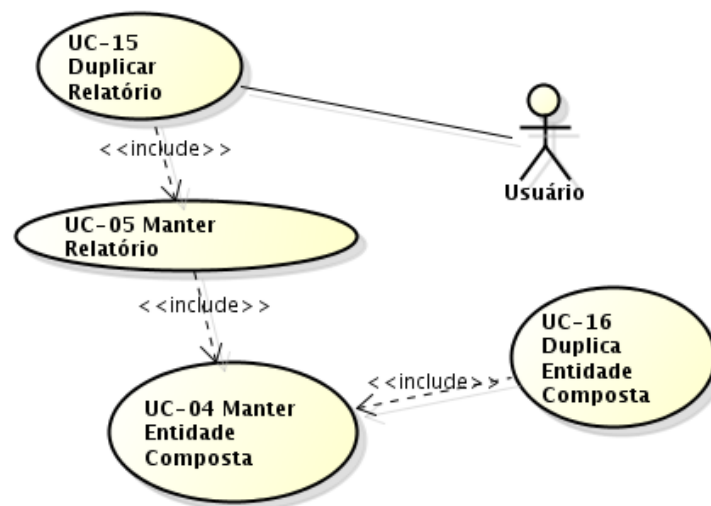 UC-15
Duplicar
Relatório
<<include>>
Usuário
UC-05 Manter
Relatório
<<include>>
UC-16
Duplica
Entidade
Composta
<<include>>
UC-04 Manter
Entidade
Composta